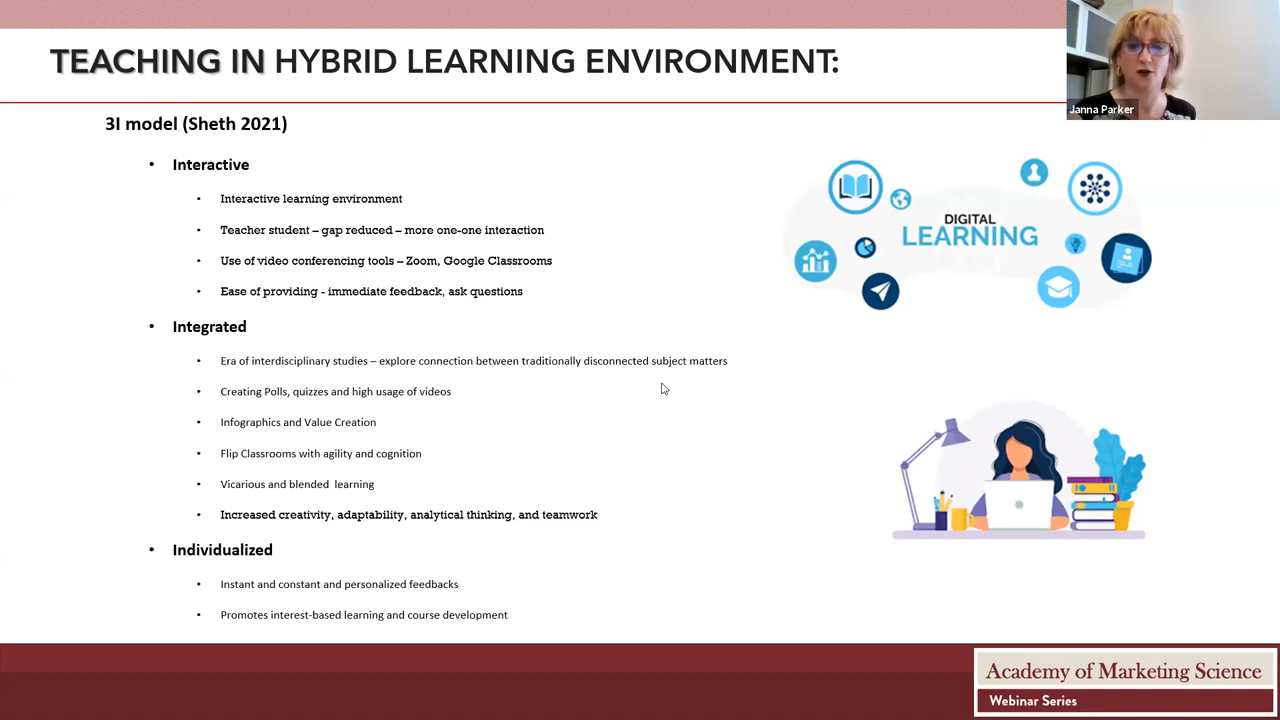 TEACHING IN HYBRID LEARNING ENVIRONMENT:
Janna Parker
3I model (Sheth 2021)
• Interactive
• Interactive learning environment
• Teacher student – gap reduced – more one-one interaction
• Use of video conferencing tools – Zoom, Google Classrooms
• Ease of providing - immediate feedback, ask questions
• Integrated
• Era of interdisciplinary studies – explore connection between traditionally disconnected subject matters
• Creating Polls, quizzes and high usage of videos
• Infographics and Value Creation
• Flip Classrooms with agility and cognition
• Vicarious and blended learning
• Increased creativity, adaptability, analytical thinking, and teamwork
• Individualized
• Instant and constant and personalized feedbacks
• Promotes interest-based learning and course development
DIGITAL
LEARNING
Academy of Marketing Science
Webinar Series